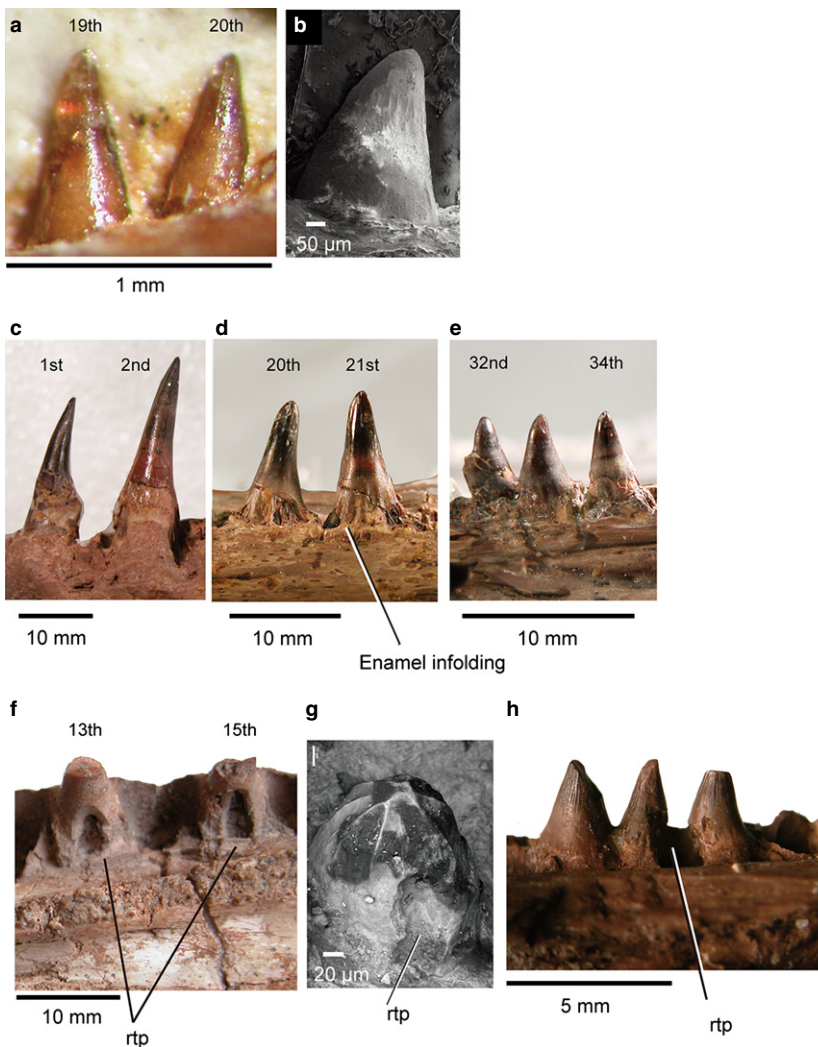 a
19th 20th
b
50 µm
1 mm
c
1st 2nd
d
20th 21st
e
32nd 34th
10 mm
10 mm
10 mm
Enamel infolding
f
13th 15th
g
20 µm
h
10 mm
rtp
rtp
5 mm
rtp